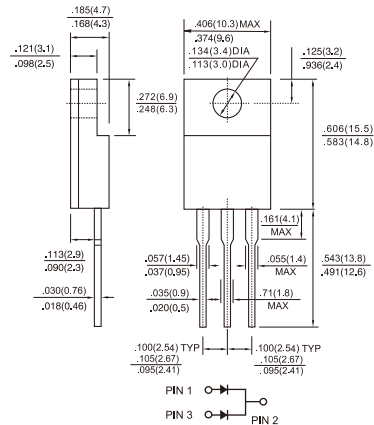 .185(4.7)
.168(4.3)
.406(10.3) MAX
.374(9.6)
.121(3.1)
.098(2.5)
.134(3.4)DIA
.113(3.0)DIA
.125(3.2)
.936(2.4)
.272(6.9)
.248(6.3)
.606(15.5)
.583(14.8)
.161(4.1)
MAX
.113(2.9)
.090(2.3)
.057(1.45)
.037(0.95)
.055(1.4)
MAX
.543(13.8)
.491(12.6)
.030(0.76)
.018(0.46)
.035(0.9)
.020(0.5)
.71(1.8)
MAX
.100(2.54) TYP
.105(2.67)
.095(2.41)
.100(2.54) TYP
.105(2.67)
.095(2.41)
PIN 1
PIN 3
PIN 2